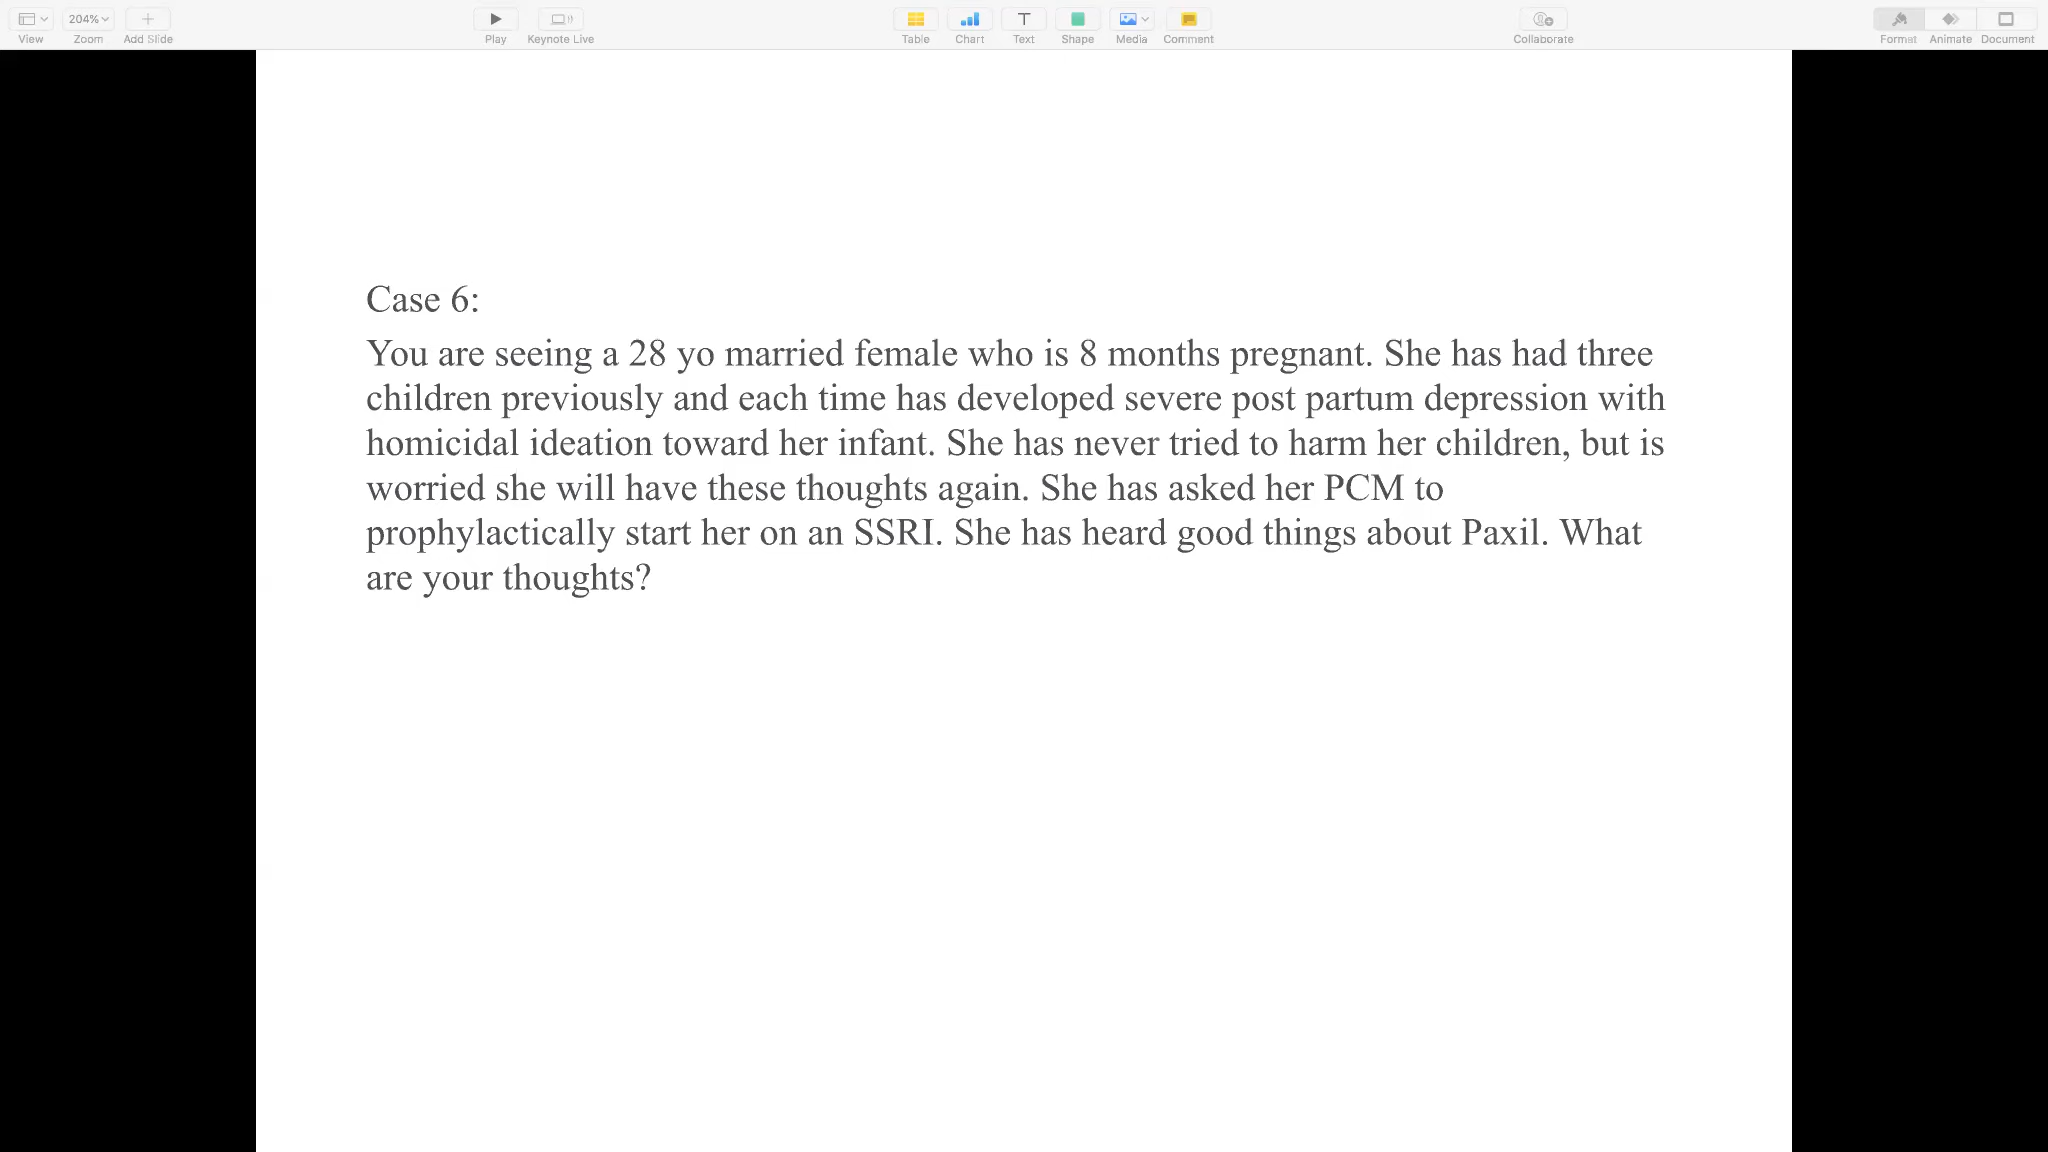 204%
View Zoom Add Slide Play Keynote Live Table Chart Text Shape Media Comment Collaborate Format Animate Document
Case 6:
You are seeing a 28 yo married female who is 8 months pregnant. She has had three
children previously and each time has developed severe post partum depression with
homicidal ideation toward her infant. She has never tried to harm her children, but is
worried she will have these thoughts again. She has asked her PCM to
prophylactically start her on an SSRI. She has heard good things about Paxil. What
are your thoughts?